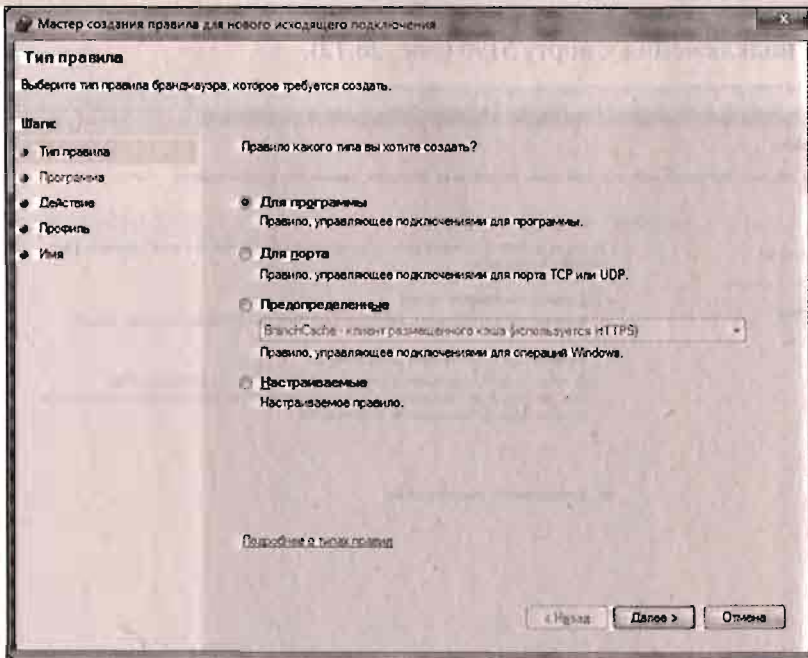 Мастер создания правила для нового исходящего подключения
Тип правила
Выберите тип правила брандмауэра, которое требуется создать.
Шаги:
Тип правила
Программа
Действие
Профиль
Имя
Правило какого типа вы хотите создать?
Для программы
Правило, управляющее подключениями для программы.
Для порта
Правило, управляющее подключениями для порта TCP или UDP.
Предопределенные
BranchCache - клиент размещенного кэша (используется HTTPS)
Правило, управляющее подключениями для операций Windows.
Настраиваемые
Настраиваемое правило.
Подробнее о типах правил
< Назад
Далее >
Отмена